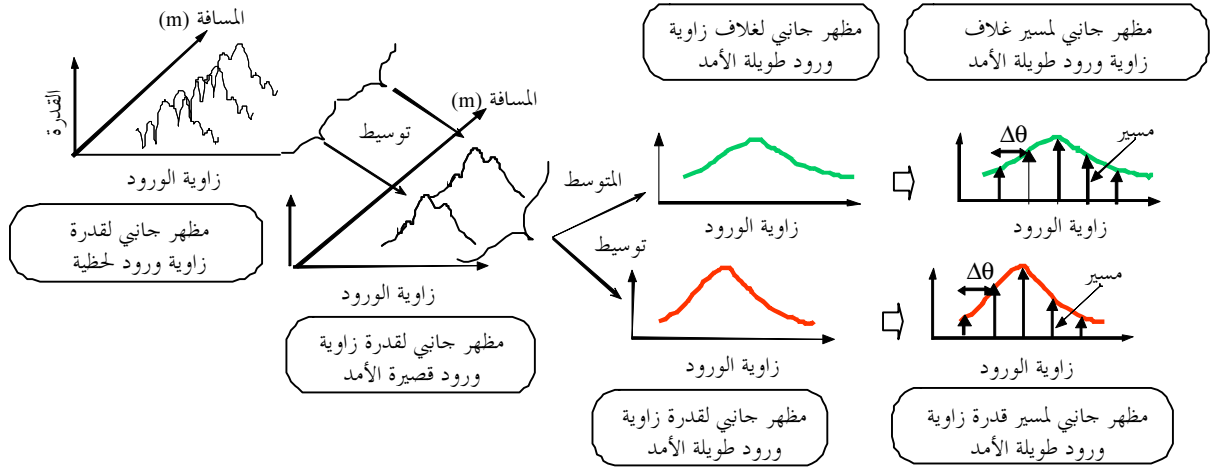 المسافة (m)
القدرة
زاوية الورود
مظهر جانبي لقدرة
زاوية ورود لحظية
توسيط
المسافة (m)
زاوية الورود
مظهر جانبي لقدرة زاوية
ورود قصيرة الأمد
مظهر جانبي لغلاف زاوية
ورود طويلة الأمد
المتوسط
زاوية الورود
توسيط
زاوية الورود
مظهر جانبي لقدرة زاوية
ورود طويلة الأمد
مظهر جانبي لمسير غلاف
زاوية ورود طويلة الأمد
Δθ
مسير
زاوية الورود
Δθ
مسير
زاوية الورود
مظهر جانبي لمسير قدرة زاوية
ورود طويلة الأمد